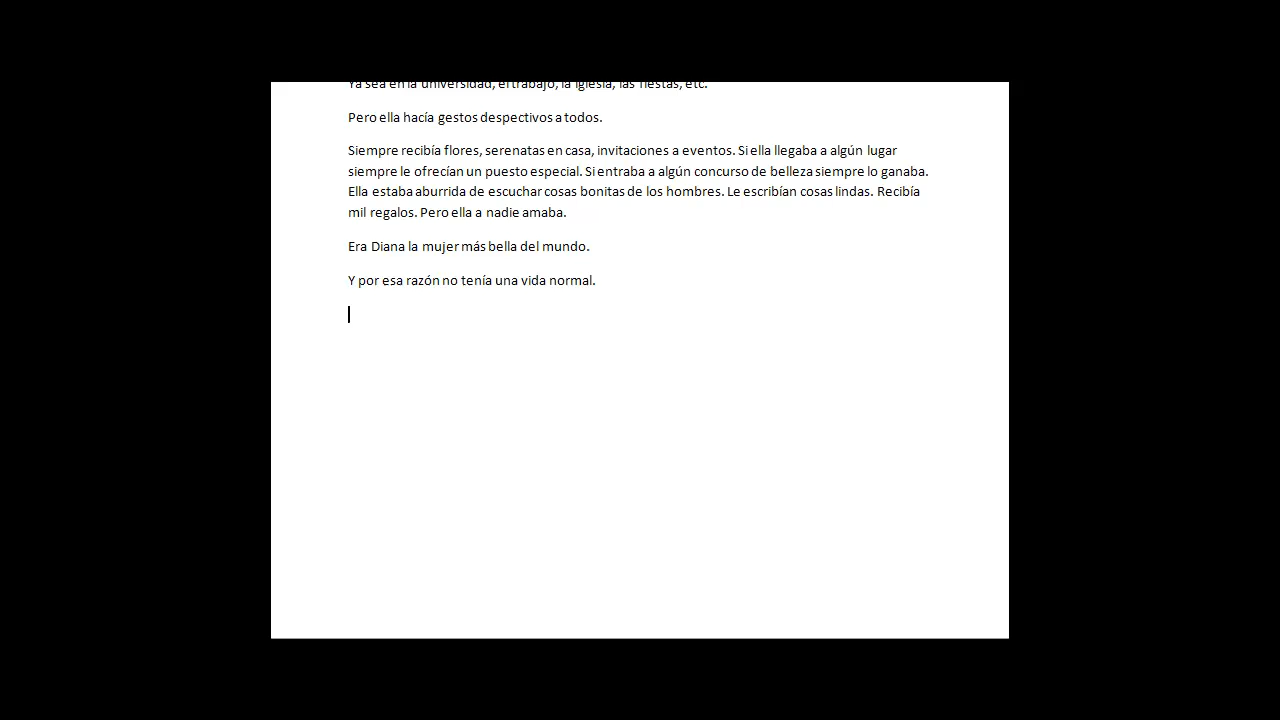 Ya sea en la universidad, el trabajo, la iglesia, las fiestas, etc.
Pero ella hacía gestos despectivos a todos.
Siempre recibía flores, serenatas en casa, invitaciones a eventos. Si ella llegaba a algún lugar
siempre le ofrecían un puesto especial. Si entraba a algún concurso de belleza siempre lo ganaba.
Ella estaba aburrida de escuchar cosas bonitas de los hombres. Le escribían cosas lindas. Recibía
mil regalos. Pero ella a nadie amaba.
Era Diana la mujer más bella del mundo.
Y por esa razón no tenía una vida normal.